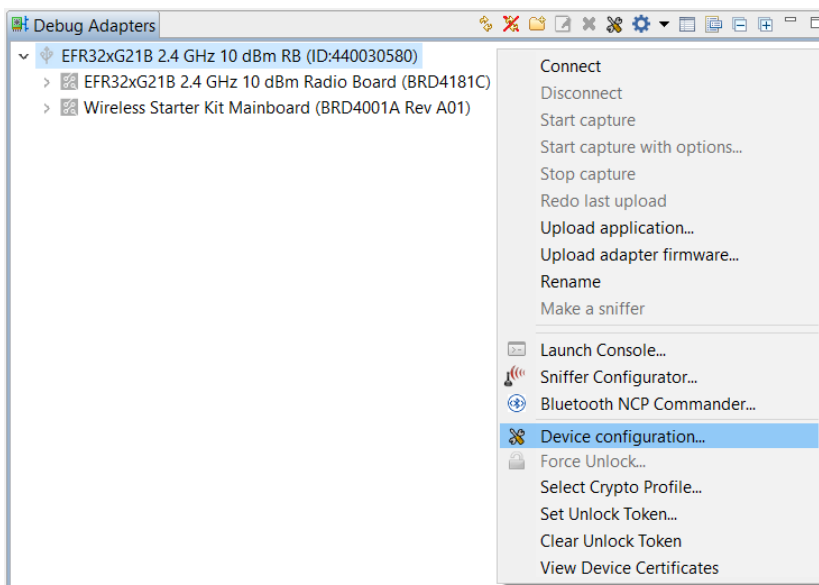 Debug Adapters
EFR32xG21B 2.4 GHz 10 dBm RB (ID:440030580)
EFR32xG21B 2.4 GHz 10 dBm Radio Board (BRD4181C)
Wireless Starter Kit Mainboard (BRD4001A Rev A01)
Connect
Disconnect
Start capture
Start capture with options...
Stop capture
Redo last upload
Upload application...
Upload adapter firmware...
Rename
Make a sniffer
Launch Console...
Sniffer Configurator...
Bluetooth NCP Commander...
Device configuration...
Force Unlock...
Select Crypto Profile...
Set Unlock Token...
Clear Unlock Token
View Device Certificates